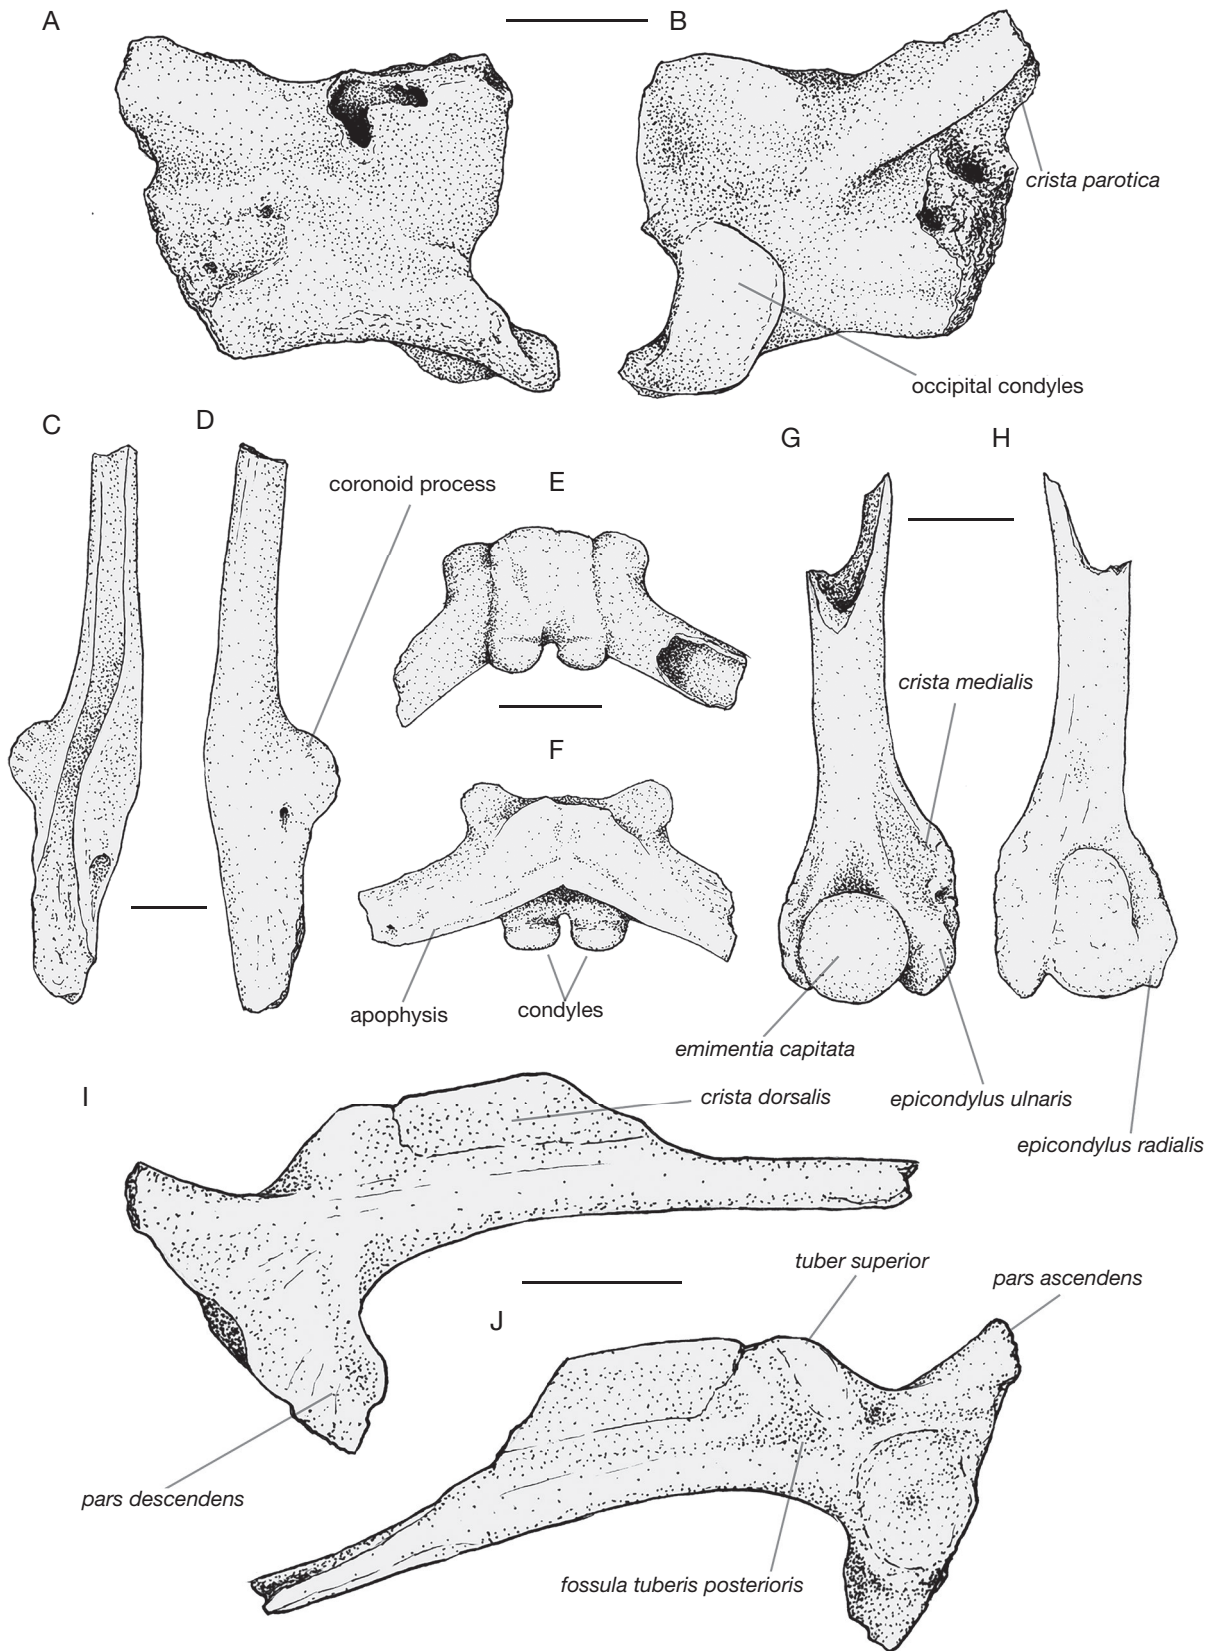 A
B
crista parotica
occipital condyles
C
D
coronoid process
E
G
H
crista medialis
F
apophysis
condyles
emimentia capitata
epicondylus ulnaris
epicondylus radialis
I
crista dorsalis
tuber superior
pars ascendens
J
pars descendens
fossula tuberis posterioris